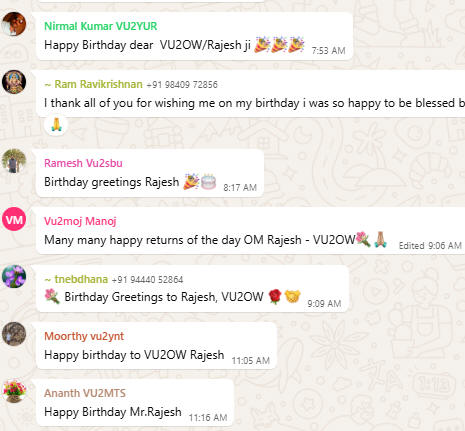 Nirmal Kumar VU2YUR
Happy Birthday dear VU2OW/Rajesh ji 🎉🎉🎉 7:53 AM
~ Ram Ravikrishnan +91 98409 72856
I thank all of you for wishing me on my birthday i was so happy to be blessed b
🙏
Ramesh Vu2sbu
Birthday greetings Rajesh 🎉🎂 8:17 AM
VM
Vu2moj Manoj
Many many happy returns of the day OM Rajesh - VU2OW💐🙏🏼 Edited 9:06 AM
~ tnebdhana +91 94440 52864
💐 Birthday Greetings to Rajesh, VU2OW 🌹🤝 9:09 AM
Moorthy vu2ynt
Happy birthday to VU2OW Rajesh 11:05 AM
Ananth VU2MTS
Happy Birthday Mr.Rajesh 11:16 AM